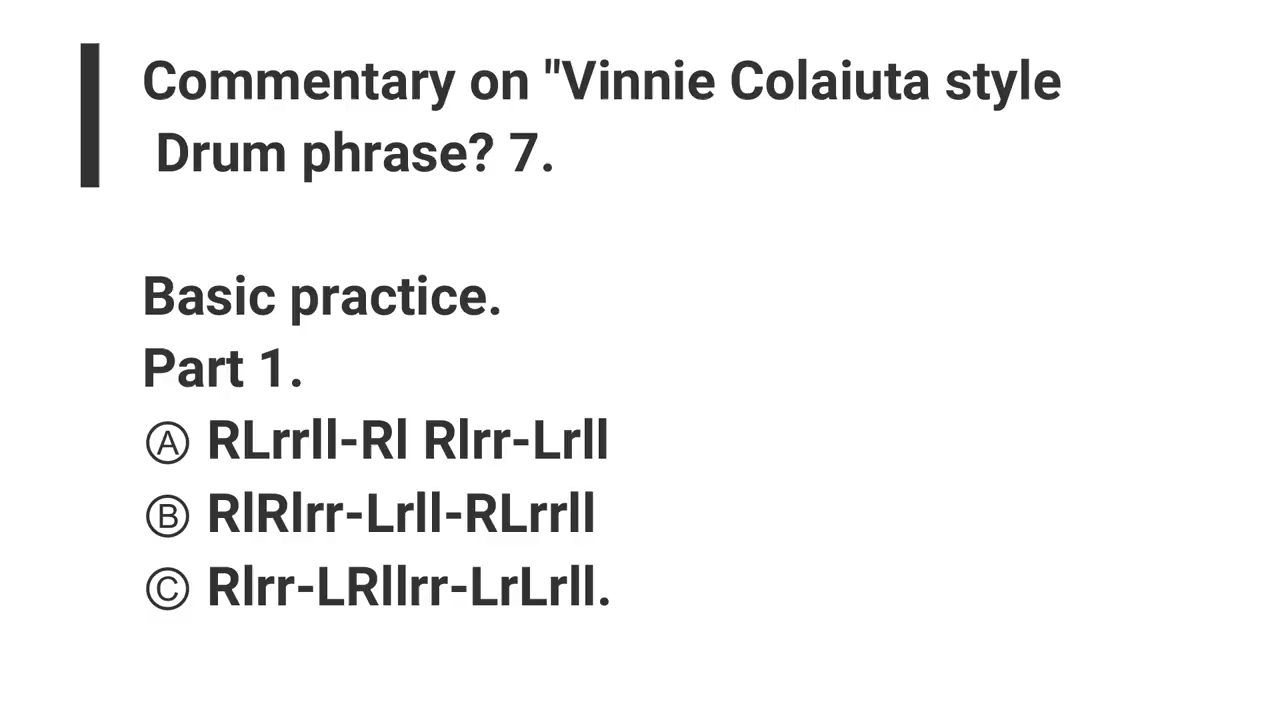 Commentary on "Vinnie Colaiuta style
Drum phrase? 7.
Basic practice.
Part 1.
Ⓐ RLrrll-Rl Rlrr-Lrll
Ⓑ RlRlrr-Lrll-RLrrll
Ⓒ Rlrr-LRllrr-LrLrll.